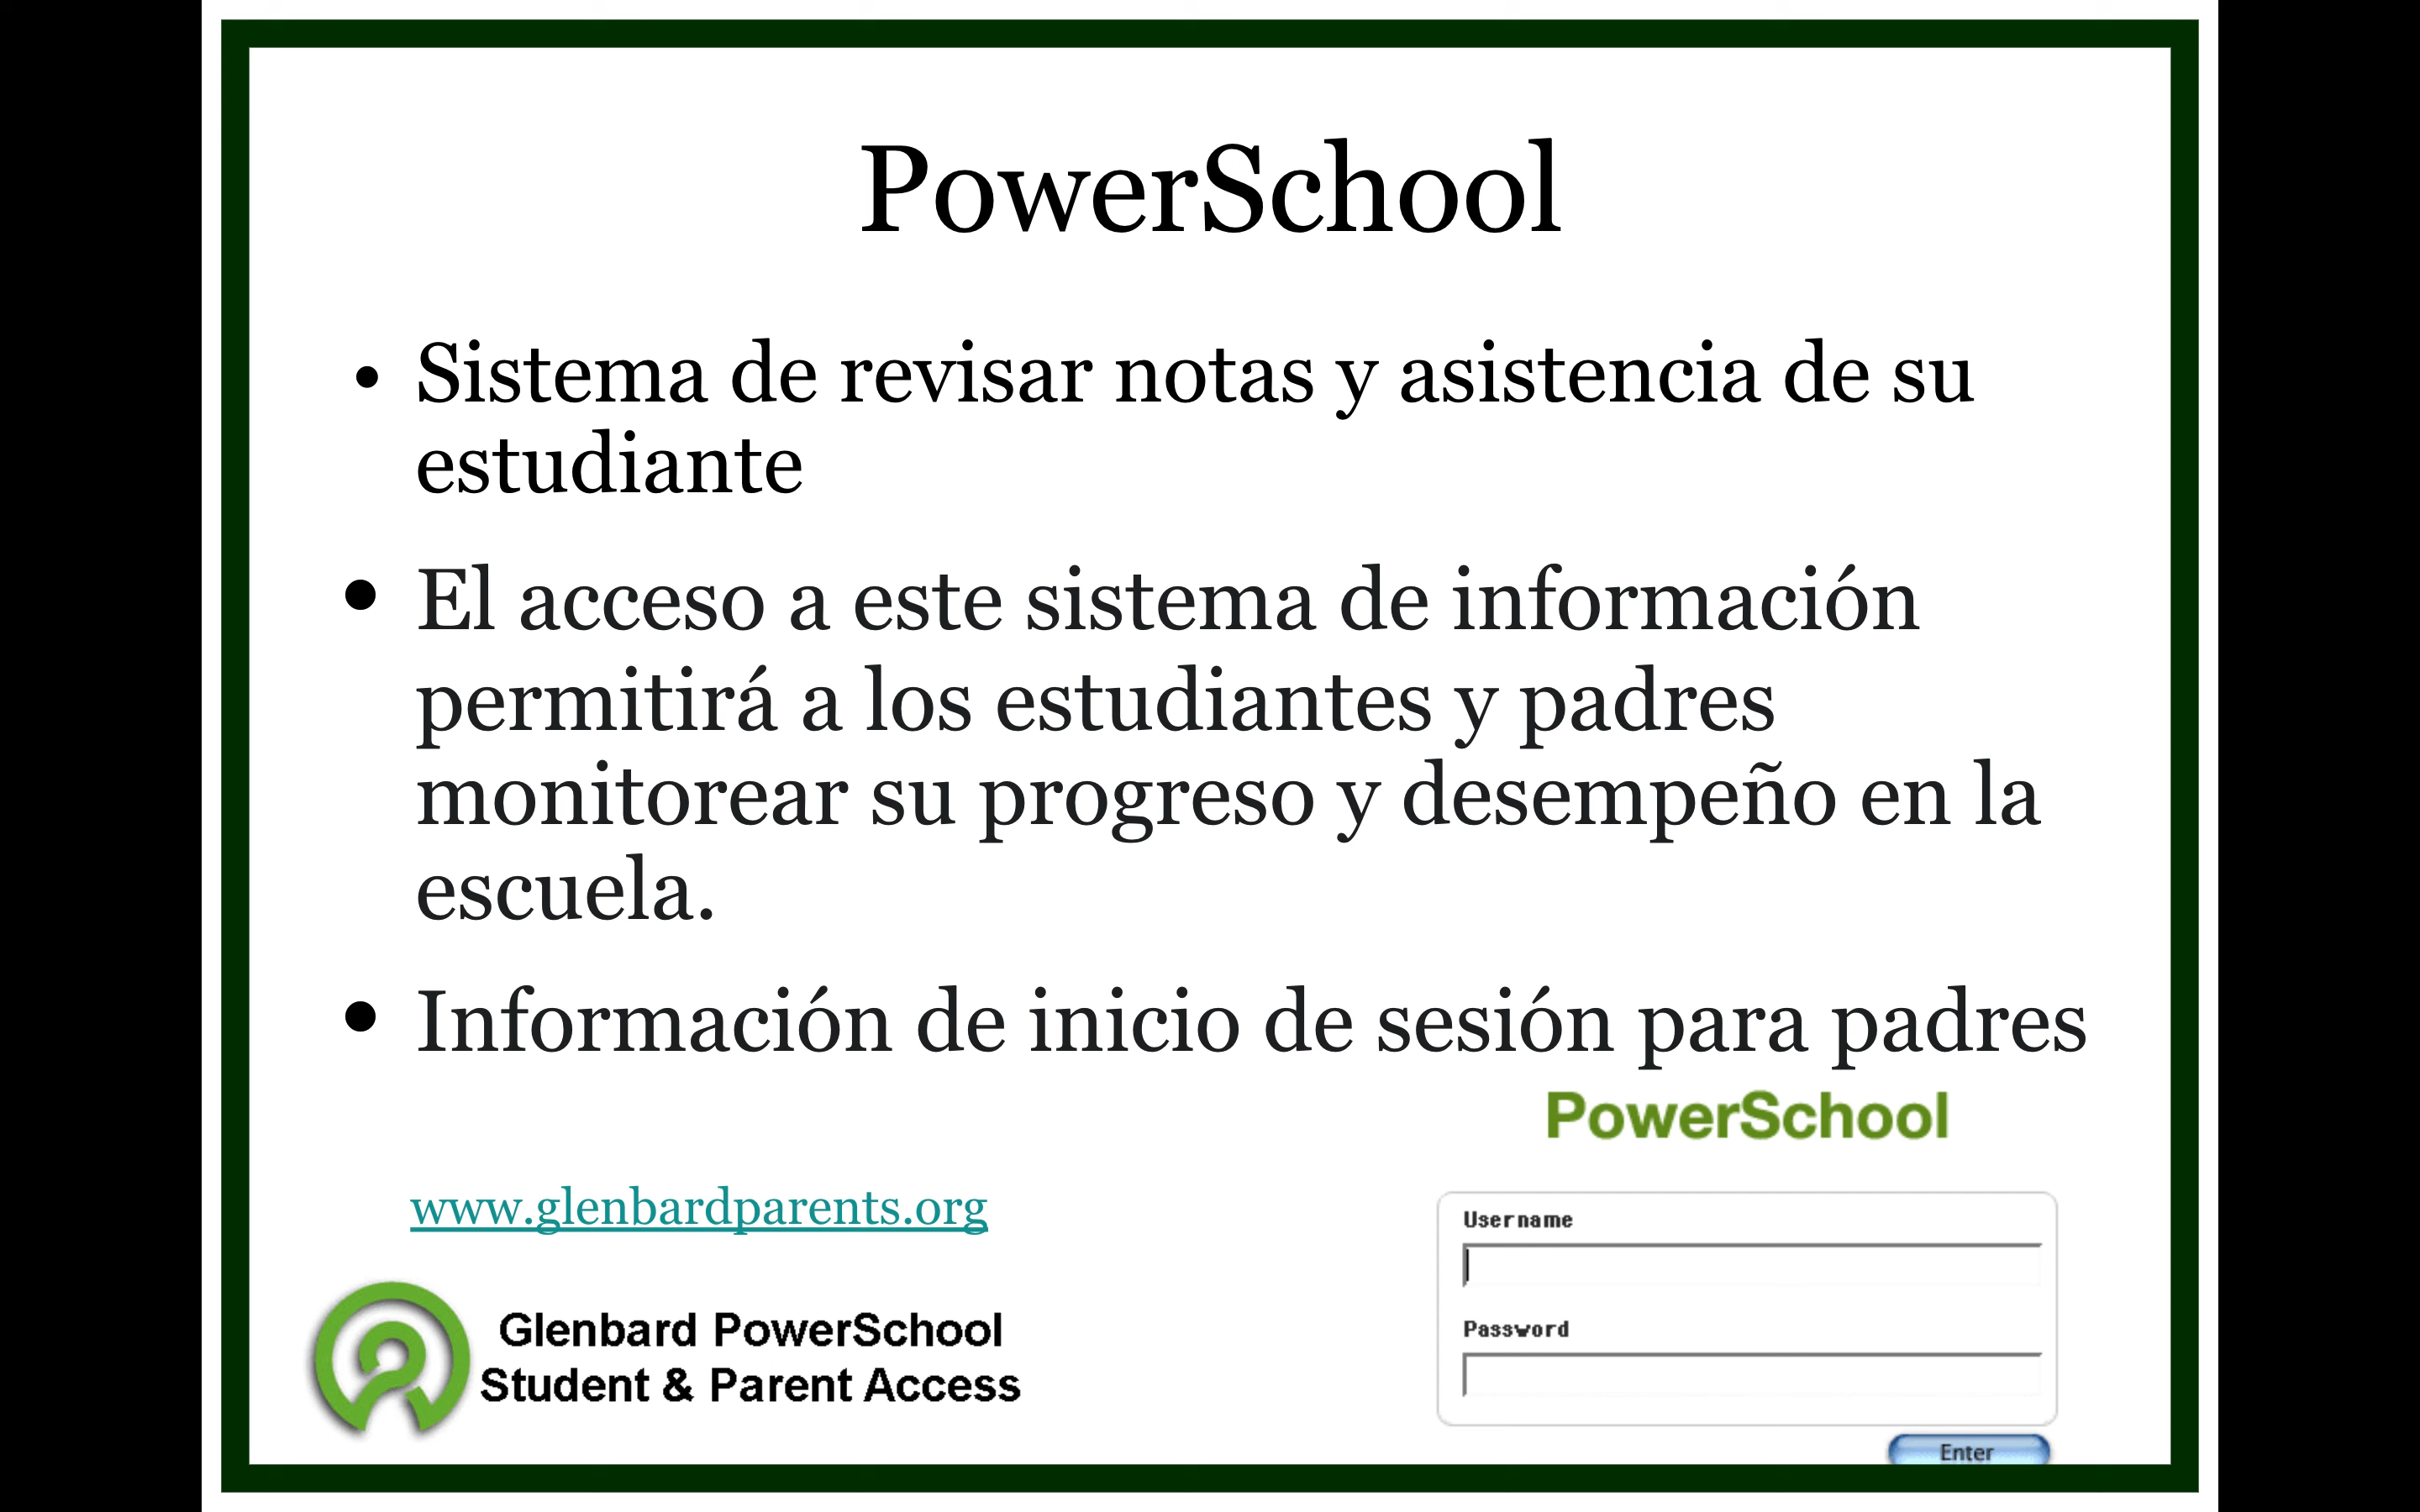 PowerSchool
• Sistema de revisar notas y asistencia de su
estudiante
• El acceso a este sistema de información
permitirá a los estudiantes y padres
monitorear su progreso y desempeño en la
escuela.
• Información de inicio de sesión para padres
PowerSchool
www.glenbardparents.org
Username
Password
Glenbard PowerSchool
Student & Parent Access
Enter